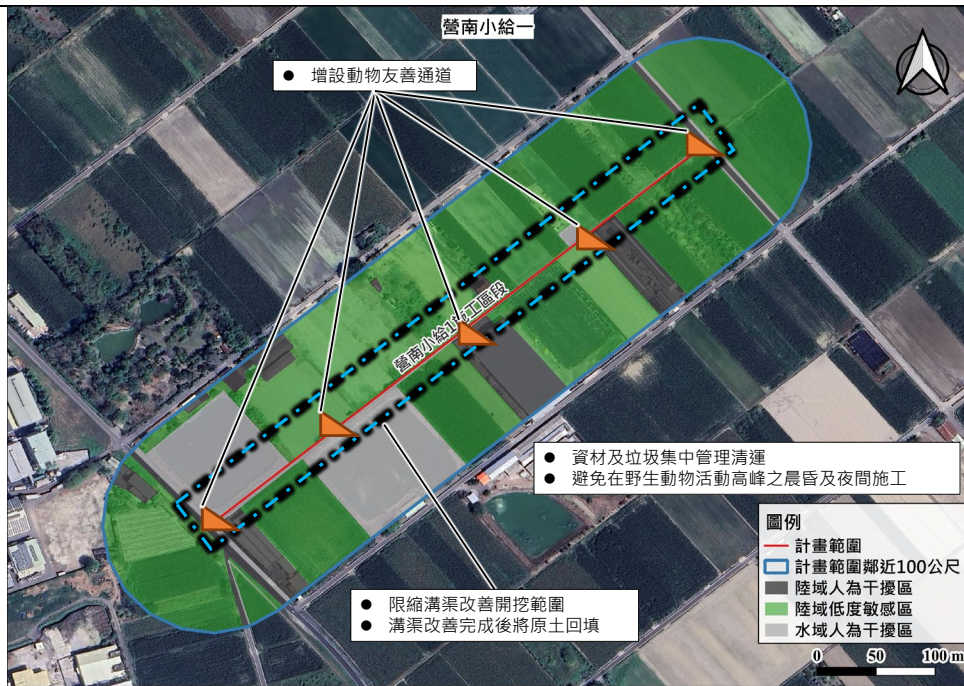 營南小給一
● 增設動物友善通道
營南小給1施工區段
● 資材及垃圾集中管理清運
● 避免在野生動物活動高峰之晨昏及夜間施工
● 限縮溝渠改善開挖範圍
● 溝渠改善完成後將原土回填
圖例
計畫範圍
計畫範圍鄰近100公尺
陸域人為干擾區
陸域低度敏感區
水域人為干擾區
0 50 100 m